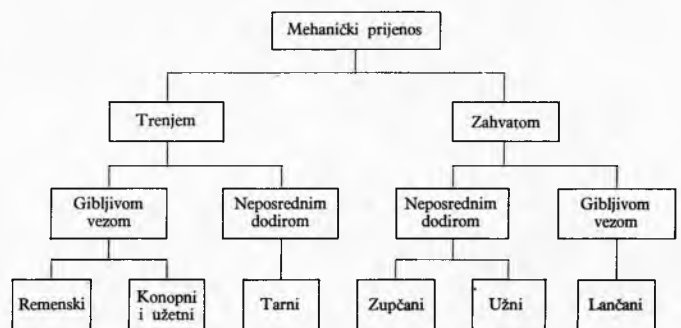 Mehanički prijenos
Trenjem
Zahvatom
Gibljivom
vezom
Neposrednim
dodirom
Neposrednim
dodirom
Gibljivom
vezom
Remenski
Konopni
i užetni
Tarni
Zupčani
Užni
Lančani